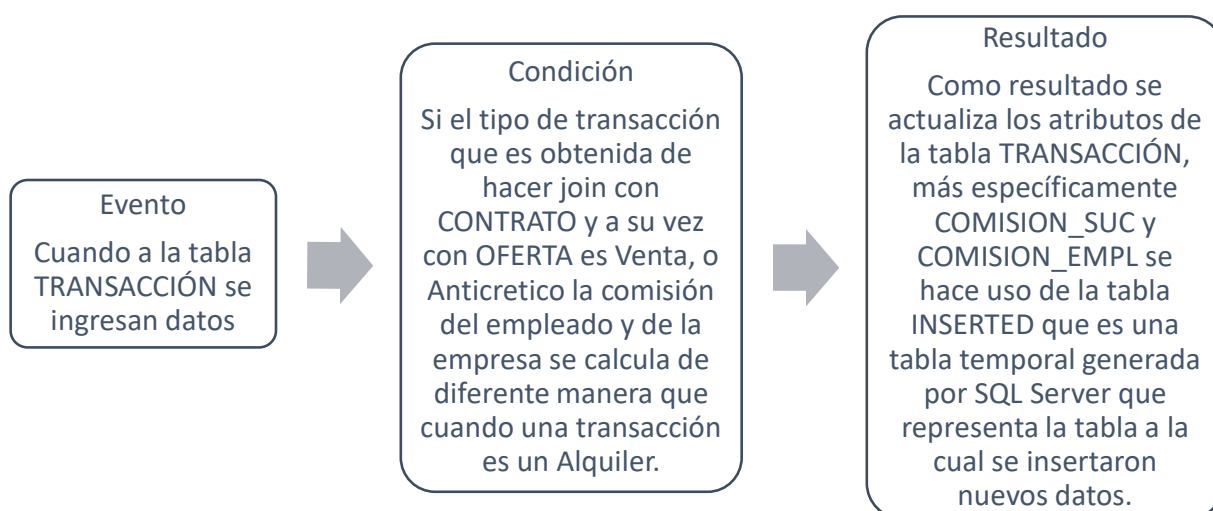 Evento
Cuando a la tabla
TRANSACCIÓN se
ingresan datos
Condición
Si el tipo de transacción
que es obtenida de
hacer join con
CONTRATO y a su vez
con OFERTA es Venta, o
Anticretico la comisión
del empleado y de la
empresa se calcula de
diferente manera que
cuando una transacción
es un Alquiler.
Resultado
Como resultado se
actualiza los atributos de
la tabla TRANSACCIÓN,
más específicamente
COMISION_SUC y
COMISION_EMPL se
hace uso de la tabla
INSERTED que es una
tabla temporal generada
por SQL Server que
representa la tabla a la
cual se insertaron
nuevos datos.